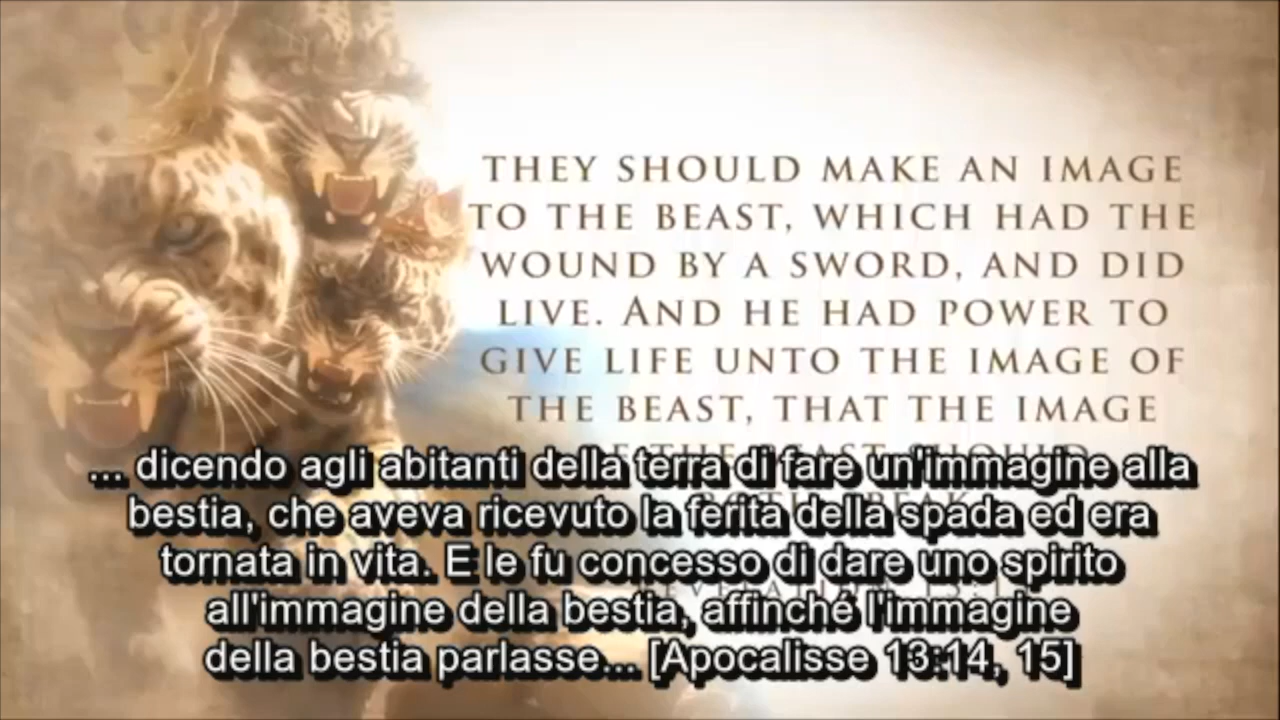 THEY SHOULD MAKE AN IMAGE
TO THE BEAST, WHICH HAD THE
WOUND BY A SWORD, AND DID
LIVE. AND HE HAD POWER TO
GIVE LIFE UNTO THE IMAGE OF
THE BEAST, THAT THE IMAGE
THE BEAST SHOULD
... dicendo agli abitanti della terra di fare un'immagine alla
bestia, che aveva ricevuto la ferita della spada ed era
tornata in vita. E le fu concesso di dare uno spirito
all'immagine della bestia, affinché l'immagine
della bestia parlasse... [Apocalisse 13:14, 15]